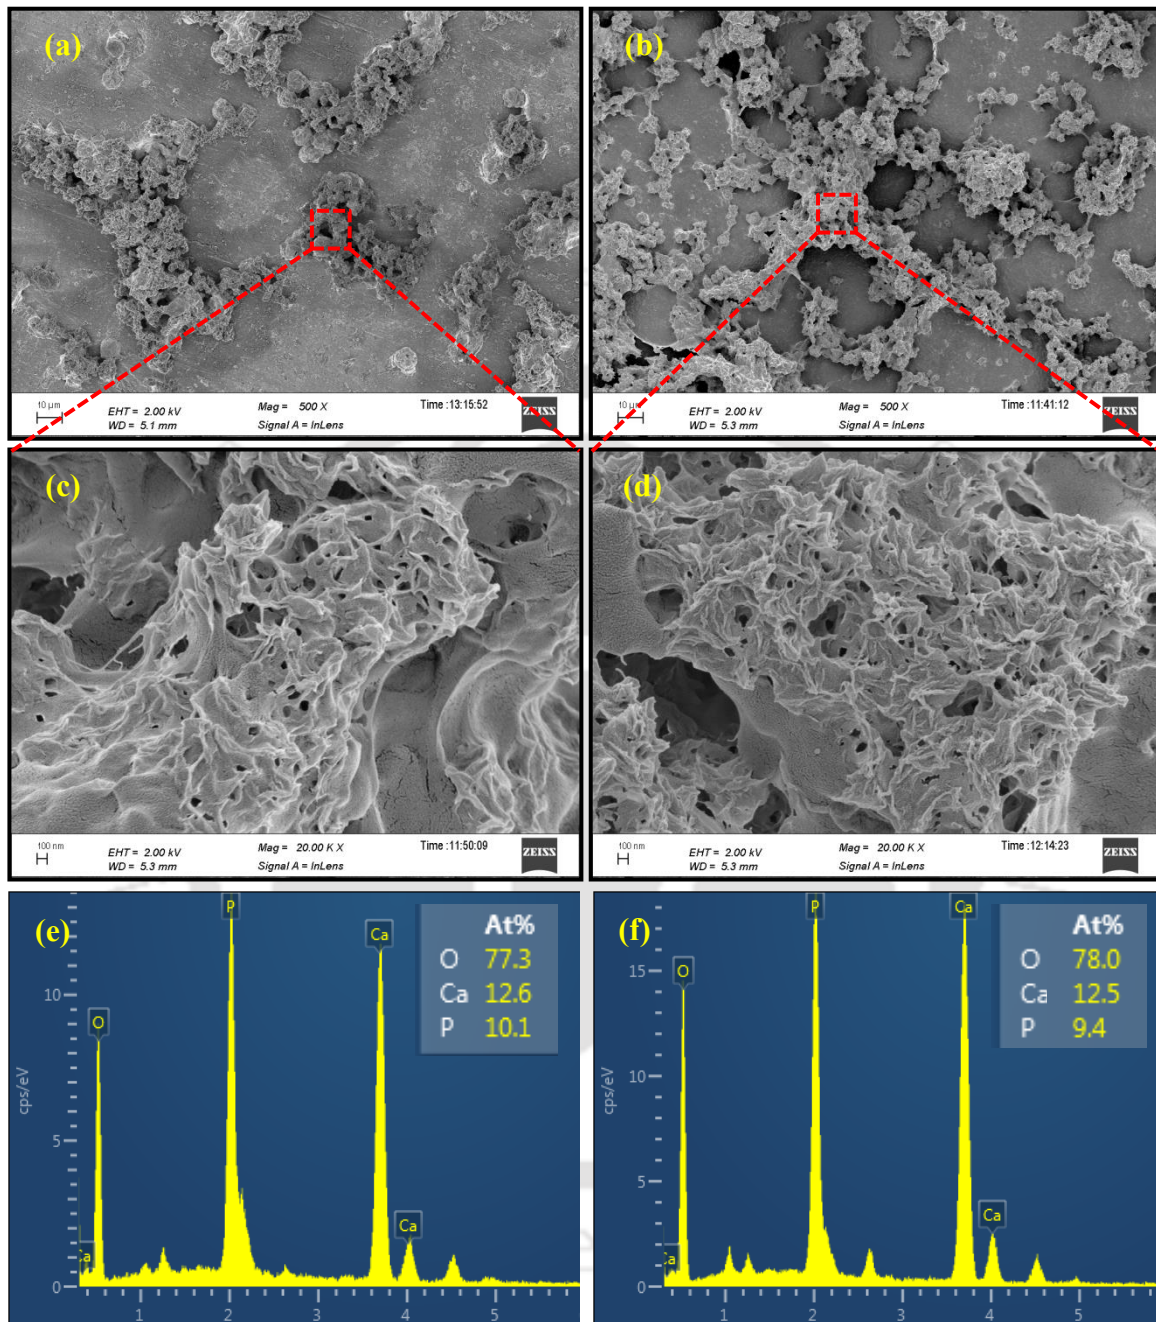 (a)
10 µm
EHT = 2.00 kV
WD = 5.1 mm
Mag = 500 X
Signal A = InLens
Time :13:15:52
ZEISS
(b)
10 µm
EHT = 2.00 kV
WD = 5.3 mm
Mag = 500 X
Signal A = InLens
Time :11:41:12
ZEISS
(c)
100 nm
EHT = 2.00 kV
WD = 5.3 mm
Mag = 20.00 K X
Signal A = InLens
Time :11:50:09
ZEISS
(d)
100 nm
EHT = 2.00 kV
WD = 5.3 mm
Mag = 20.00 K X
Signal A = InLens
Time :12:14:23
ZEISS
(e)
At%
O 77.3
Ca 12.6
P 10.1
P
Ca
O
Ca
Ca
cps/eV
10
5
0
1 2 3 4 5
(f)
At%
O 78.0
Ca 12.5
P 9.4
P
Ca
O
Ca
Ca
cps/eV
15
10
5
0
1 2 3 4 5